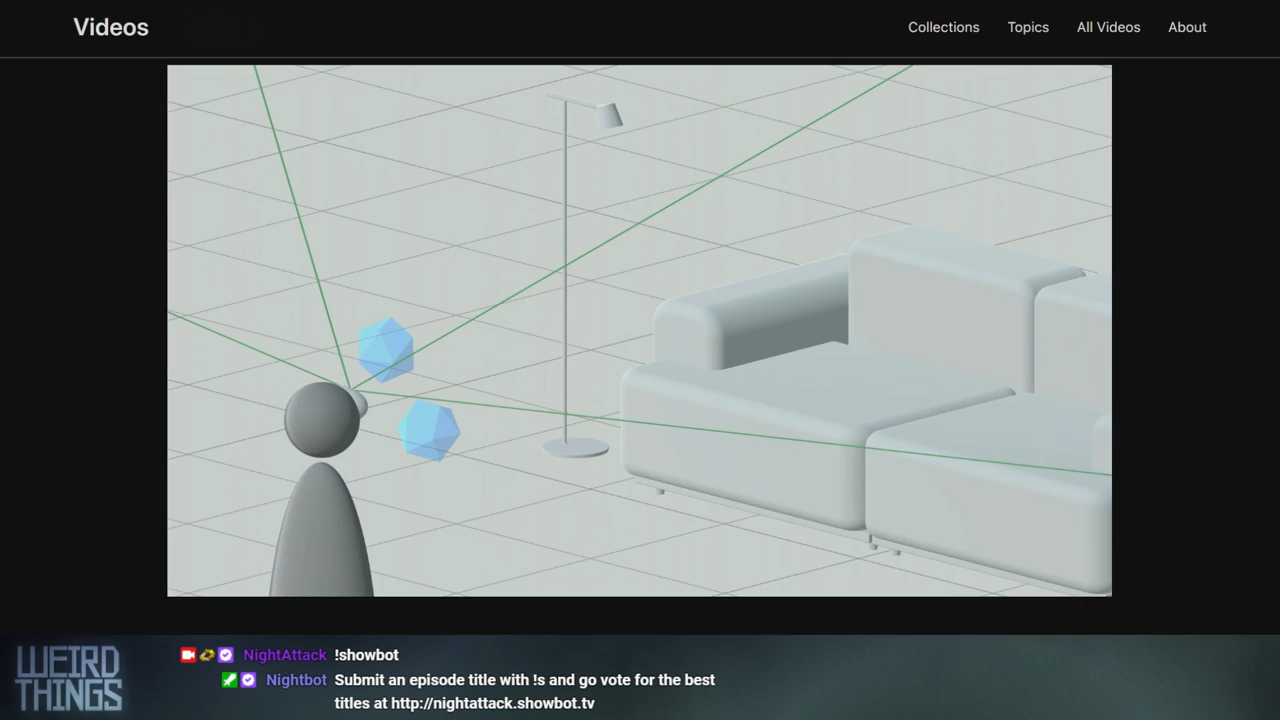 Videos
Collections Topics All Videos About
WEIRD
THINGS
NightAttack !showbot
Nightbot Submit an episode title with !s and go vote for the best
titles at http://nightattack.showbot.tv